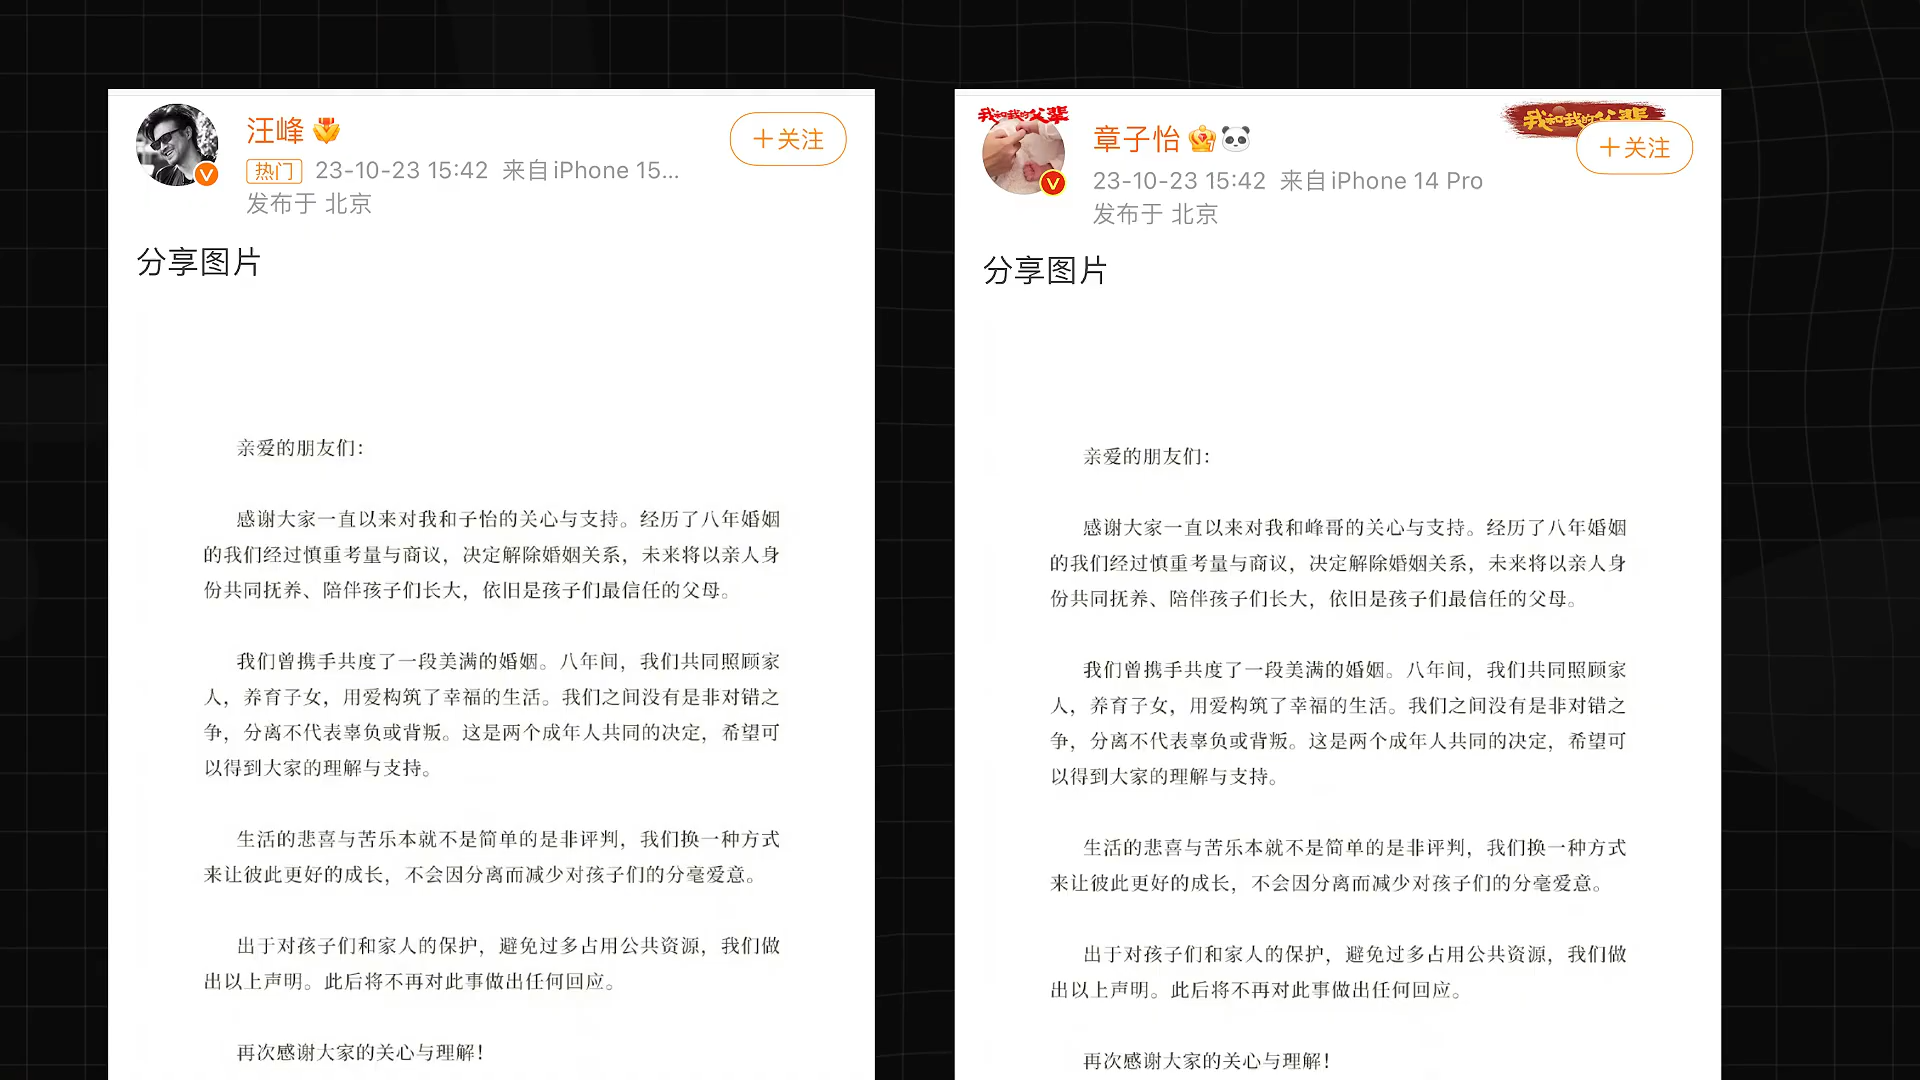 汪峰
+关注
热门 23-10-23 15:42 来自iPhone 15...
发布于 北京
分享图片
亲爱的朋友们：
感谢大家一直以来对我和子怡的关心与支持。经历了八年婚姻
的我们经过慎重考量与商议，决定解除婚姻关系，未来将以亲人身
份共同抚养、陪伴孩子们长大，依旧是孩子们最信任的父母。
我们曾携手共度了一段美满的婚姻。八年间，我们共同照顾家
人，养育子女，用爱构筑了幸福的生活。我们之间没有是非对错之
争，分离不代表辜负或背叛。这是两个成年人共同的决定，希望可
以得到大家的理解与支持。
生活的悲喜与苦乐本就不是简单的是非评判，我们换一种方式
来让彼此更好的成长，不会因分离而减少对孩子们的分毫爱意。
出于对孩子们和家人的保护，避免过多占用公共资源，我们做
出以上声明。此后将不再对此事做出任何回应。
再次感谢大家的关心与理解！
我和我的父辈
我和我的父辈
章子怡
+关注
23-10-23 15:42 来自iPhone 14 Pro
发布于 北京
分享图片
亲爱的朋友们：
感谢大家一直以来对我和峰哥的关心与支持。经历了八年婚姻
的我们经过慎重考量与商议，决定解除婚姻关系，未来将以亲人身
份共同抚养、陪伴孩子们长大，依旧是孩子们最信任的父母。
我们曾携手共度了一段美满的婚姻。八年间，我们共同照顾家
人，养育子女，用爱构筑了幸福的生活。我们之间没有是非对错之
争，分离不代表辜负或背叛。这是两个成年人共同的决定，希望可
以得到大家的理解与支持。
生活的悲喜与苦乐本就不是简单的是非评判，我们换一种方式
来让彼此更好的成长，不会因分离而减少对孩子们的分毫爱意。
出于对孩子们和家人的保护，避免过多占用公共资源，我们做
出以上声明。此后将不再对此事做出任何回应。
再次感谢大家的关心与理解！